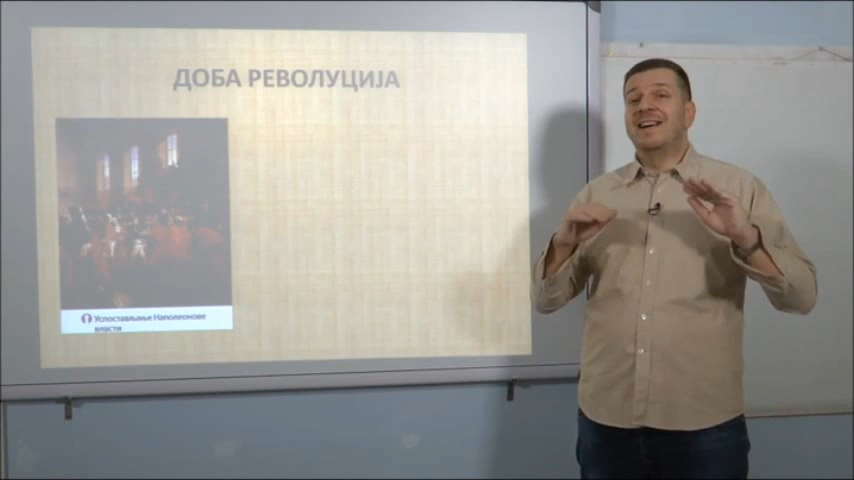 ДОБА РЕВОЛУЦИЈА
Успостављање Наполеонове
власти